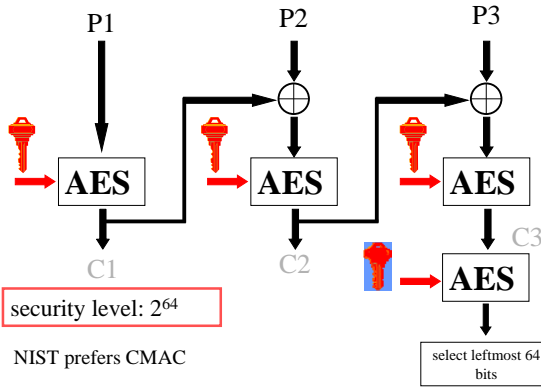 P1
P2
P3
AES
AES
AES
C1
C2
C3
AES
security level: 2⁶⁴
NIST prefers CMAC
select leftmost 64
bits